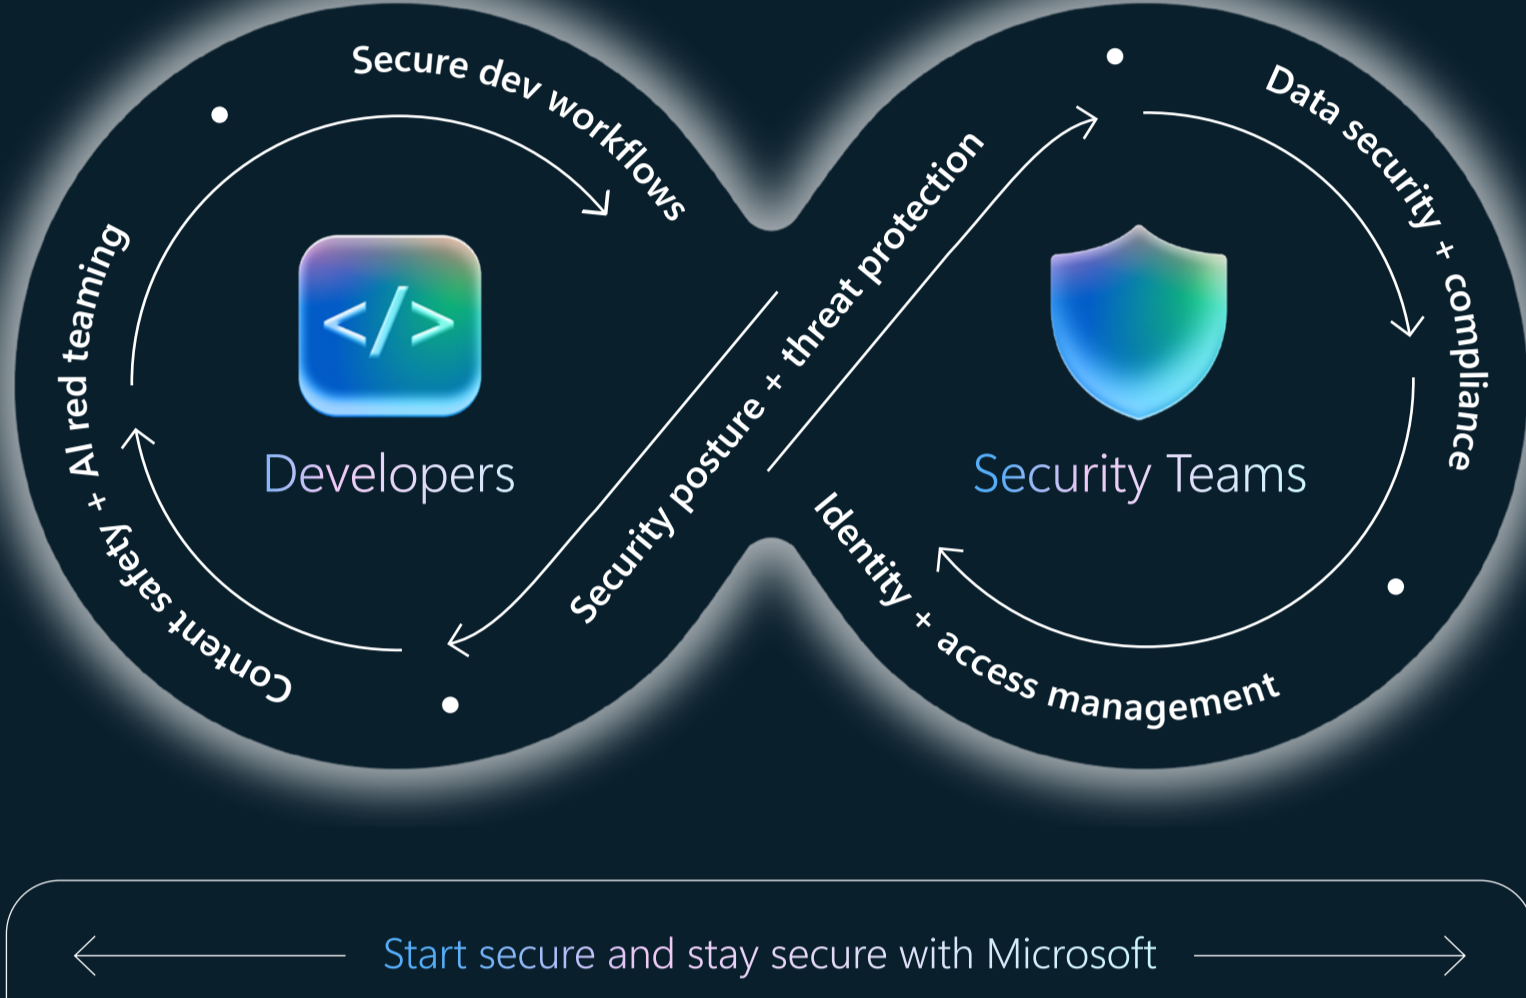 Secure dev workflows
Content safety + AI red teaming
</>
Developers
Security posture + threat protection
Data security + compliance
Security Teams
Identity + access management
Start secure and stay secure with Microsoft